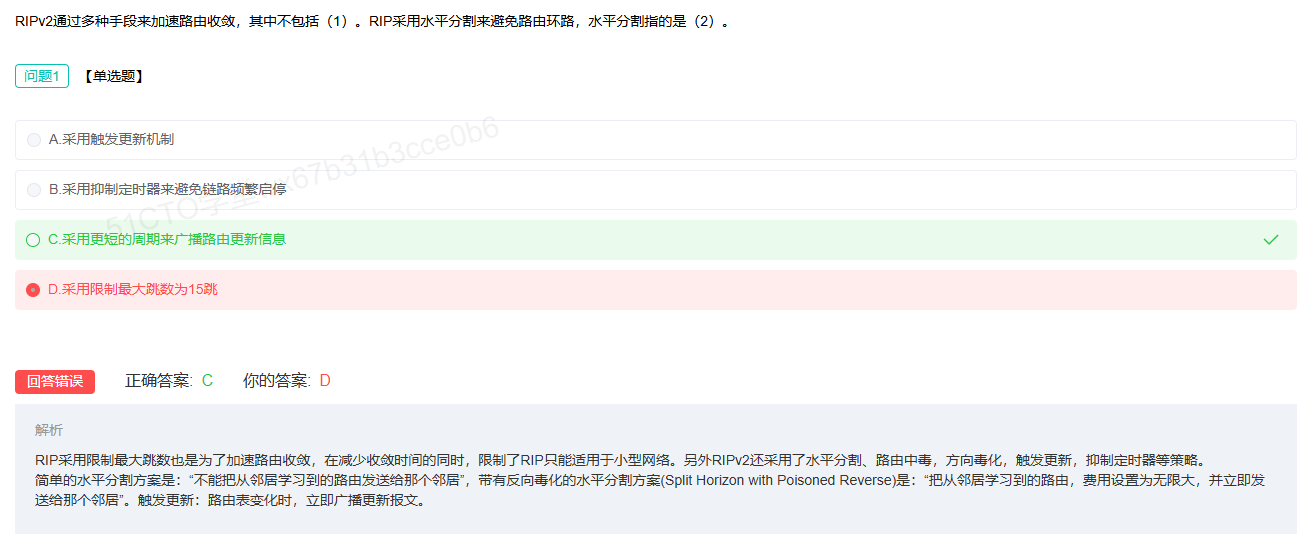 RIPv2通过多种手段来加速路由收敛，其中不包括（1）。RIP采用水平分割来避免路由环路，水平分割指的是（2）。
问题1 【单选题】
A.采用触发更新机制
B.采用抑制定时器来避免链路频繁启停
51CTO学堂
x67b31b3cce0b6
C.采用更短的周期来广播路由更新信息
D.采用限制最大跳数为15跳
回答错误 正确答案: C 你的答案: D
解析
RIP采用限制最大跳数也是为了加速路由收敛，在减少收敛时间的同时，限制了RIP只能适用于小型网络。另外RIPv2还采用了水平分割、路由中毒，方向毒化，触发更新，抑制定时器等策略。
简单的水平分割方案是：“不能把从邻居学习到的路由发送给那个邻居”，带有反向毒化的水平分割方案(Split Horizon with Poisoned Reverse)是：“把从邻居学习到的路由，费用设置为无限大，并立即发
送给那个邻居”。触发更新：路由表变化时，立即广播更新报文。